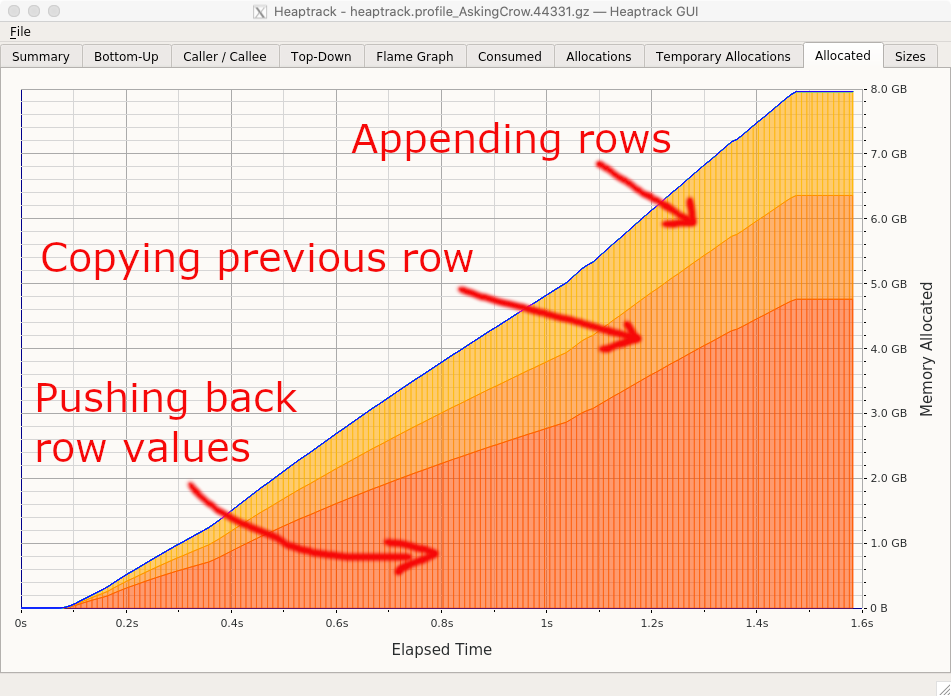 Heaptrack - heaptrack.profile_AskingCrow.44331.gz — Heaptrack GUI
File
Summary Bottom-Up Caller / Callee Top-Down Flame Graph Consumed Allocations Temporary Allocations Allocated Sizes
8.0 GB
Appending rows
7.0 GB
6.0 GB
Copying previous row
5.0 GB
4.0 GB
Memory Allocated
Pushing back
row values
3.0 GB
2.0 GB
1.0 GB
0 B
0s 0.2s 0.4s 0.6s 0.8s 1s 1.2s 1.4s 1.6s
Elapsed Time